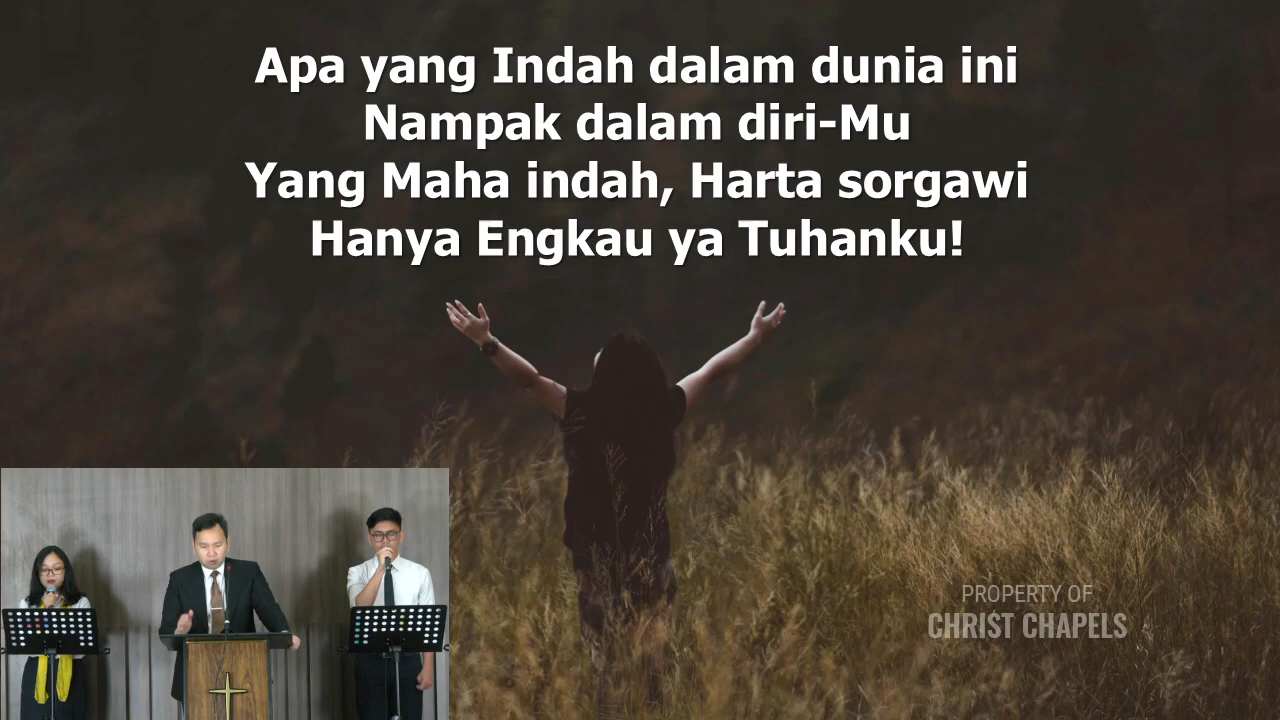 Apa yang Indah dalam dunia ini
Nampak dalam diri-Mu
Yang Maha indah, Harta sorgawi
Hanya Engkau ya Tuhanku!
PROPERTY OF
CHRIST CHAPELS